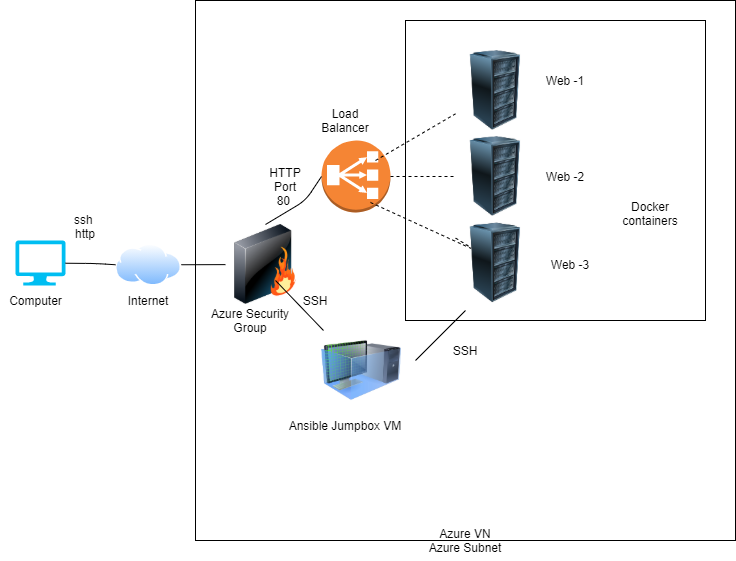 Web -1
Load
Balancer
HTTP
Port
80
Web -2
Docker
containers
ssh
http
Web -3
Computer
Internet
SSH
Azure Security
Group
SSH
Ansible Jumpbox VM
Azure VN
Azure Subnet